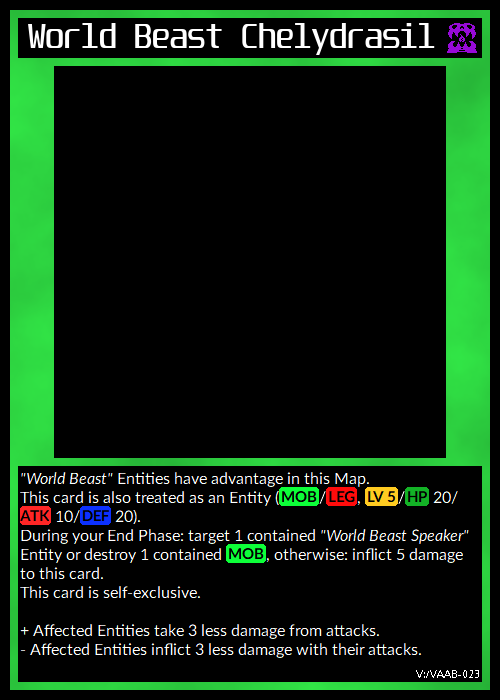 World Beast Chelydrasil
"World Beast" Entities have advantage in this Map.
This card is also treated as an Entity (MOB/LEG, LV 5/HP 20/
ATK 10/DEF 20).
During your End Phase: target 1 contained "World Beast Speaker"
Entity or destroy 1 contained MOB, otherwise: inflict 5 damage
to this card.
This card is self-exclusive.
+ Affected Entities take 3 less damage from attacks.
- Affected Entities inflict 3 less damage with their attacks.
V:/VAAB-023